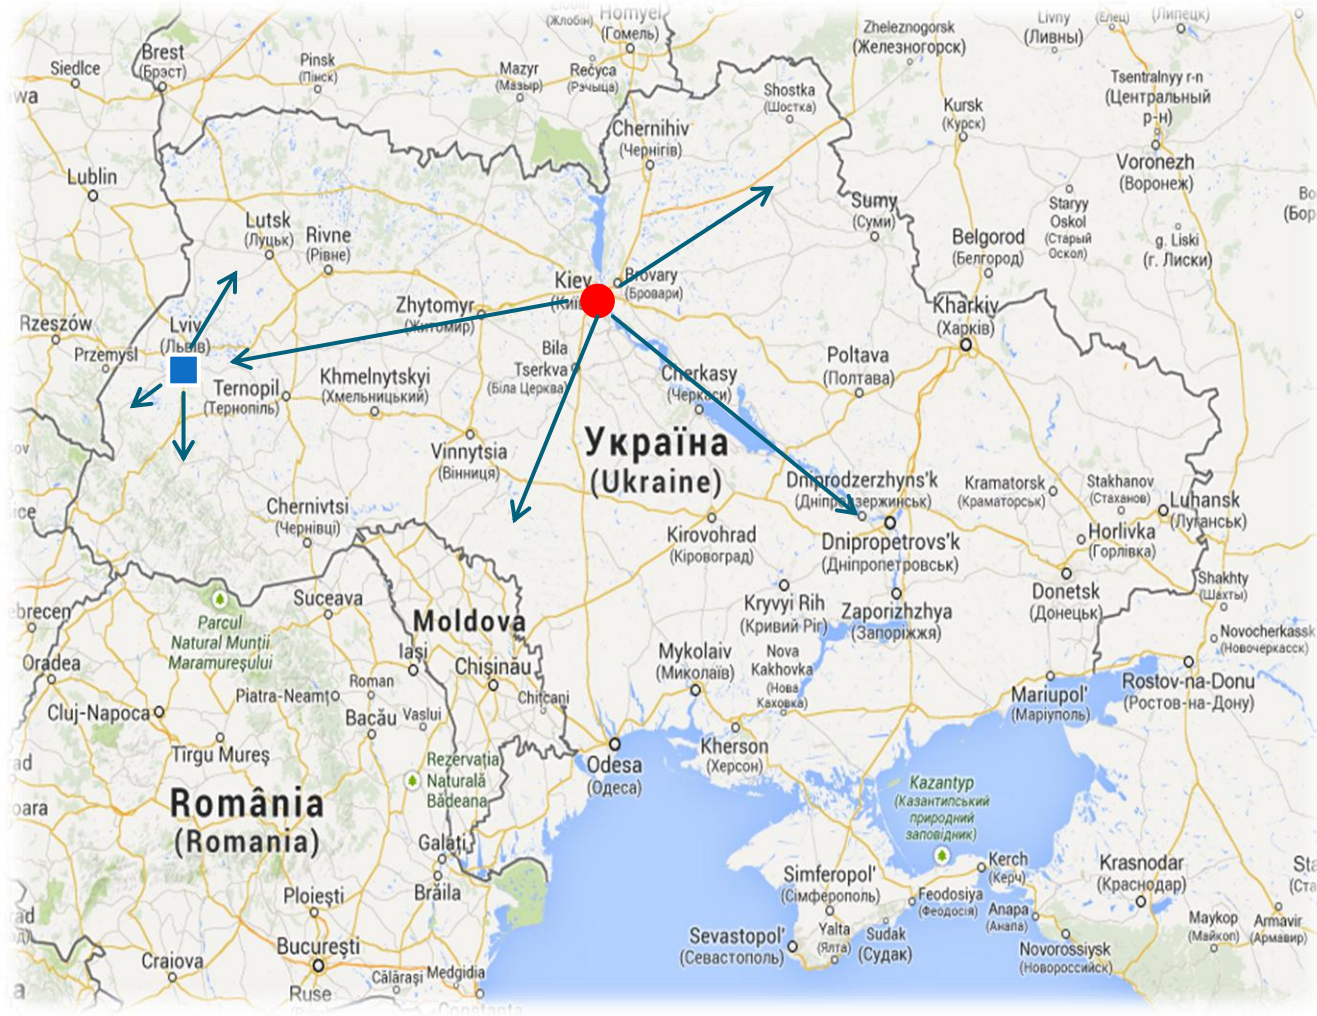 Homyel
(Гомель)
Brest
(Брэст)
Siedlce
Pinsk
(Пінск)
Mazyr
(Мазыр)
Rečyca
(Рэчыца)
(Жлобін)
Zheleznogorsk
(Железногорск)
Livny
(Ливны)
(Елец)
(Липецк)
Tsentralnyy r-n
(Центральный
р-н)
Shostka
(Шостка)
Kursk
(Курск)
Chernihiv
(Чернігів)
Voronezh
(Воронеж)
Lublin
Sumy
(Суми)
Staryy
Oskol
(Старый
Оскол)
Lutsk
(Луцьк)
Rivne
(Рівне)
Belgorod
(Белгород)
g. Liski
(г. Лиски)
Kiev
Brovary
(Бровари)
Zhytomyr
(Житомир)
Kharkiv
(Харків)
Rzeszów
Przemyśl
Lviv
(Львів)
Bila
Tserkva
(Біла Церква)
Poltava
(Полтава)
Ternopil
(Тернопіль)
Khmelnytskyi
(Хмельницький)
Cherkasy
(Черкаси)
Vinnytsia
(Вінниця)
Україна
(Ukraine)
Dniprodzerzhyns'k
(Дніпродзержинськ)
Kramatorsk
(Краматорськ)
Stakhanov
(Стаханов)
Luhansk
(Луганськ)
Horlivka
(Горлівка)
Chernivtsi
(Чернівці)
Kirovohrad
(Кіровоград)
Dnipropetrovs'k
(Дніпропетровськ)
Donetsk
(Донецьк)
Shakhty
(Шахты)
Suceava
Parcul
Natural Munții
Maramureșului
Moldova
Kryvyi Rih
(Кривий Ріг)
Zaporizhzhya
(Запоріжжя)
Novocherkassk
(Новочеркасск)
Oradea
Iași
Chișinău
Mykolaiv
(Миколаїв)
Nova
Kakhovka
(Нова
Каховка)
Mariupol'
(Маріуполь)
Rostov-na-Donu
(Ростов-на-Дону)
Cluj-Napoca
Piatra-Neamț
Roman
Bacău
Vaslui
Chițcani
Tîrgu Mureș
Odesa
(Одеса)
Kherson
(Херсон)
Rezervația
Naturală
Bădeana
Kazantyp
(Казантипський
природний
заповідник)
România
(Romania)
Galați
Brăila
Simferopol'
(Сімферополь)
Kerch
(Керч)
Feodosiya
(Феодосія)
Krasnodar
(Краснодар)
Ploiești
Anapa
(Анапа)
Maykop
(Майкоп)
Armavir
(Армавир)
Sevastopol'
(Севастополь)
Yalta
(Ялта)
Sudak
(Судак)
Novorossiysk
(Новороссийск)
București
Craiova
Călărași
Medgidia
Ruse
Constanța